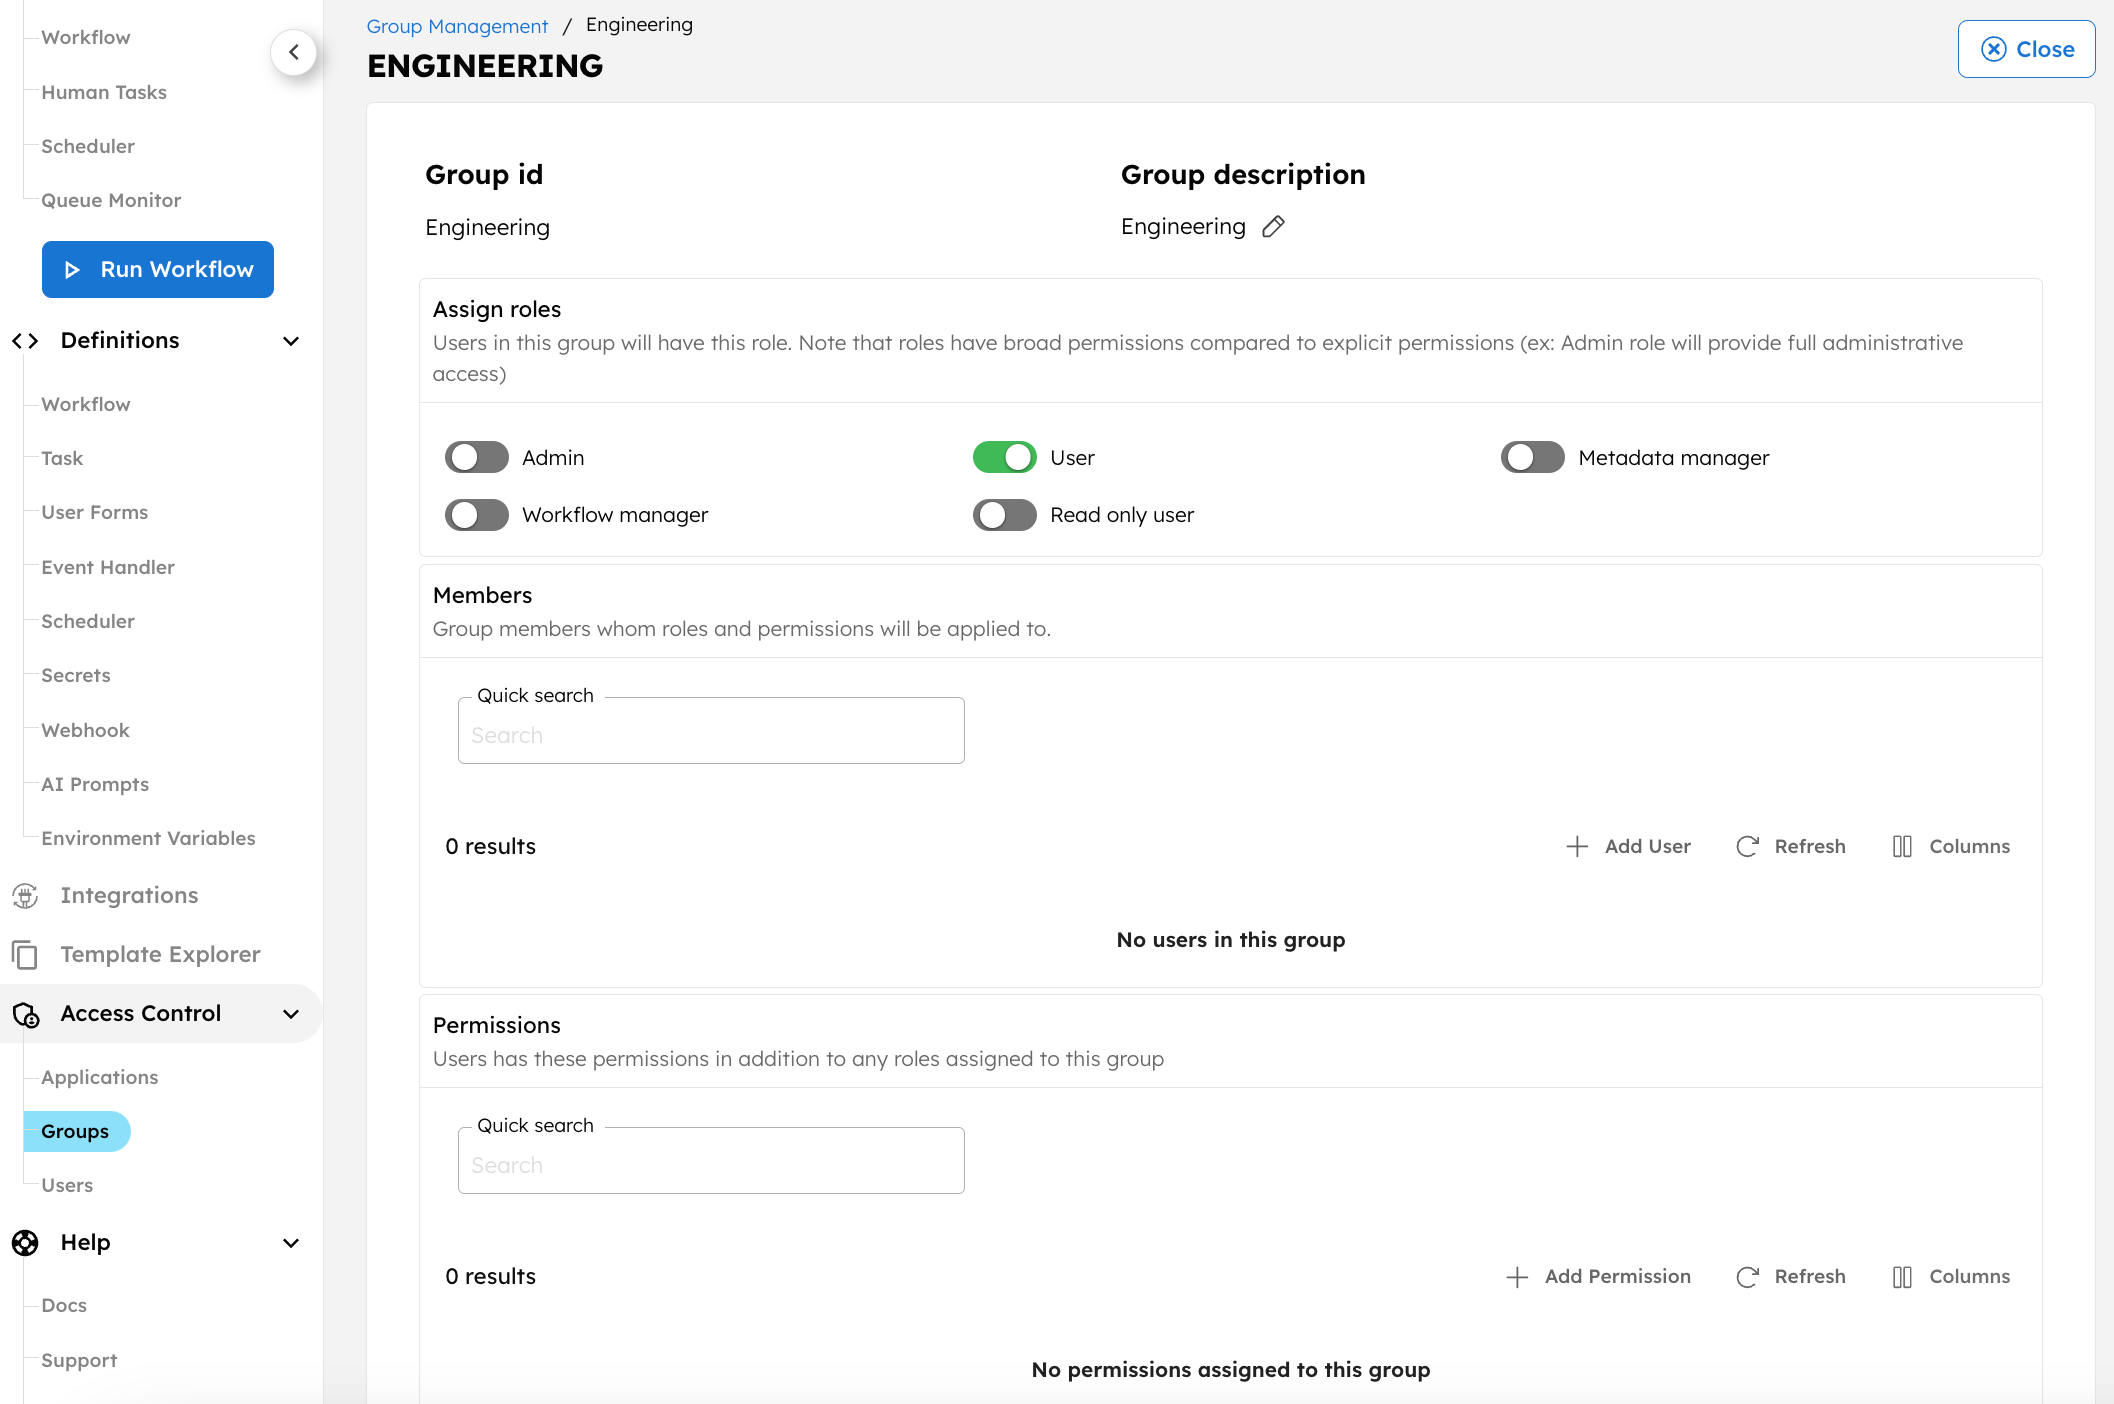 Workflow
Human Tasks
Scheduler
Queue Monitor
Run Workflow
Definitions
Workflow
Task
User Forms
Event Handler
Scheduler
Secrets
Webhook
AI Prompts
Environment Variables
Integrations
Template Explorer
Access Control
Applications
Groups
Users
Help
Docs
Support
Group Management / Engineering
ENGINEERING
Close
Group id
Engineering
Group description
Engineering
Assign roles
Users in this group will have this role. Note that roles have broad permissions compared to explicit permissions (ex: Admin role will provide full administrative
access)
Admin
User
Metadata manager
Workflow manager
Read only user
Members
Group members whom roles and permissions will be applied to.
Quick search
Search
0 results
Add User
Refresh
Columns
No users in this group
Permissions
Users has these permissions in addition to any roles assigned to this group
Quick search
Search
0 results
Add Permission
Refresh
Columns
No permissions assigned to this group